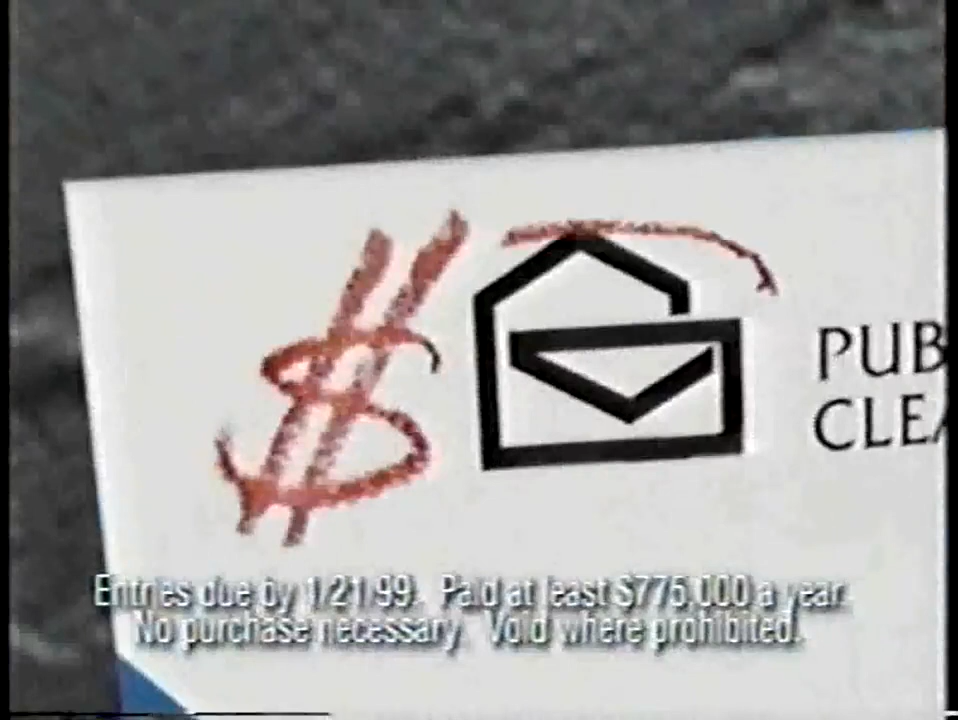 $
PUB
CLEA
Entries due by 1/21/99. Paid at least $775,000 a year.
No purchase necessary. Void where prohibited.